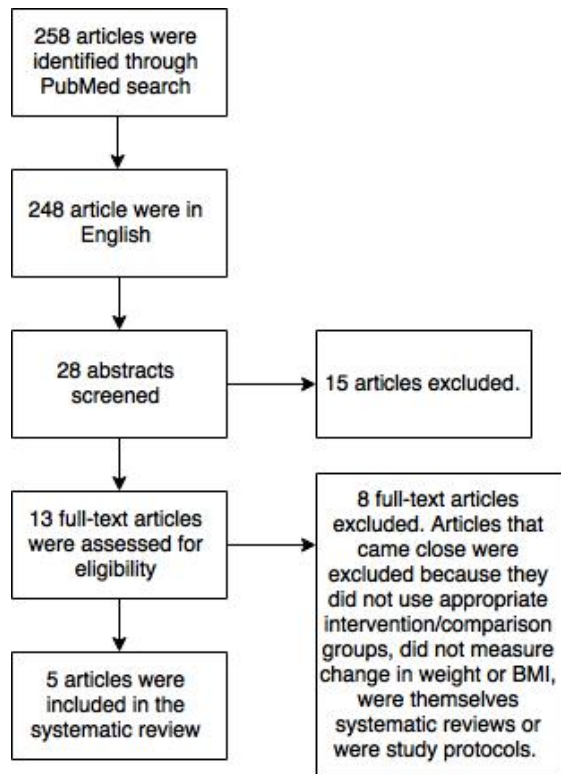 258 articles were
identified through
PubMed search
248 article were in
English
28 abstracts
screened
15 articles excluded.
13 full-text articles
were assessed for
eligibility
8 full-text articles
excluded. Articles that
came close were
excluded because they
did not use appropriate
intervention/comparison
groups, did not measure
change in weight or BMI,
were themselves
systematic reviews or
were study protocols.
5 articles were
included in the
systematic review